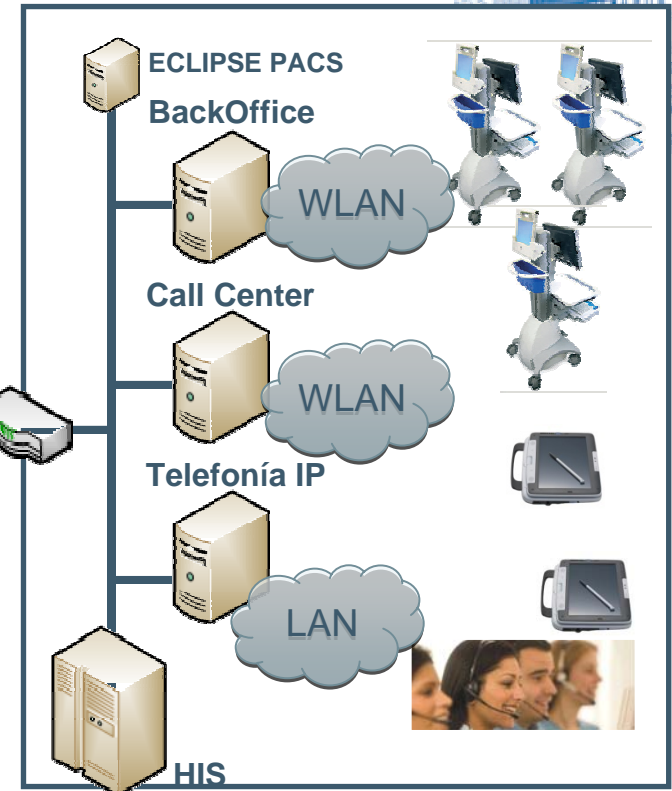 ECLIPSE PACS
BackOffice
WLAN
Call Center
WLAN
Telefonía IP
LAN
HIS